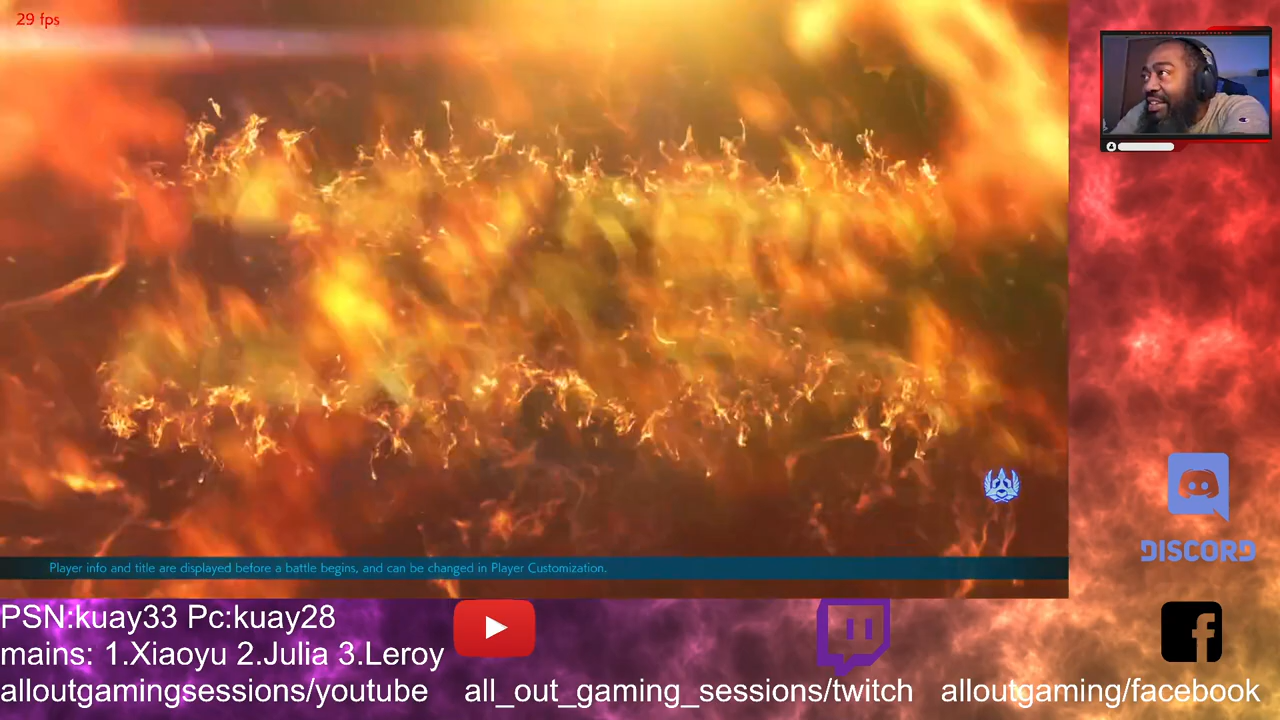 29 fps
Player info and title are displayed before a battle begins, and can be changed in Player Customization.
DISCORD
PSN:kuay33 Pc:kuay28
mains: 1.Xiaoyu 2.Julia 3.Leroy
alloutgamingsessions/youtube
all_out_gaming_sessions/twitch
alloutgaming/facebook